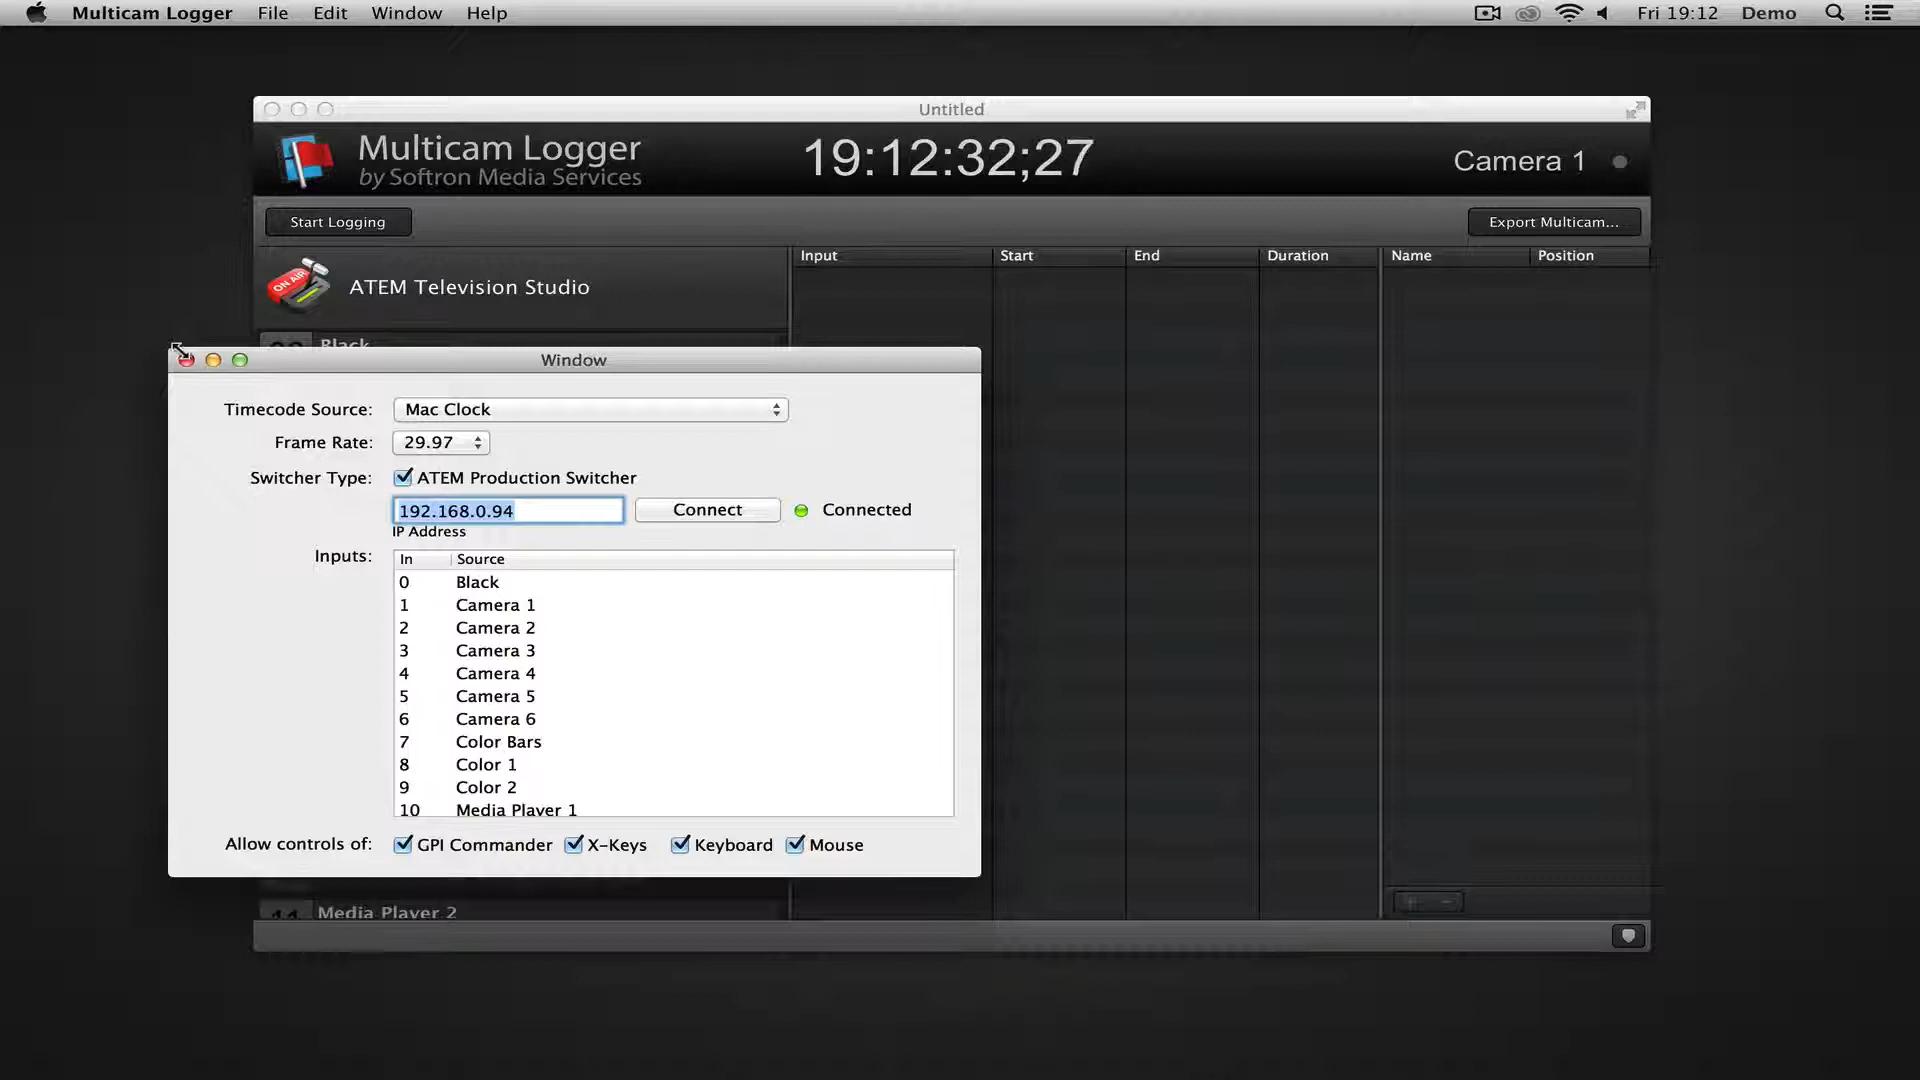 Multicam Logger File Edit Window Help Fri 19:12 Demo
Untitled
Multicam Logger
by Softron Media Services
19:12:32;27
Camera 1
Start Logging
Export Multicam...
ON AIR
ATEM Television Studio
Input Start End Duration Name Position
Black
Window
Timecode Source: Mac Clock
Frame Rate: 29.97
Switcher Type: ATEM Production Switcher
192.168.0.94 Connect Connected
IP Address
Inputs: In Source
0 Black
1 Camera 1
2 Camera 2
3 Camera 3
4 Camera 4
5 Camera 5
6 Camera 6
7 Color Bars
8 Color 1
9 Color 2
10 Media Player 1
Allow controls of: GPI Commander X-Keys Keyboard Mouse
11 Media Player 2